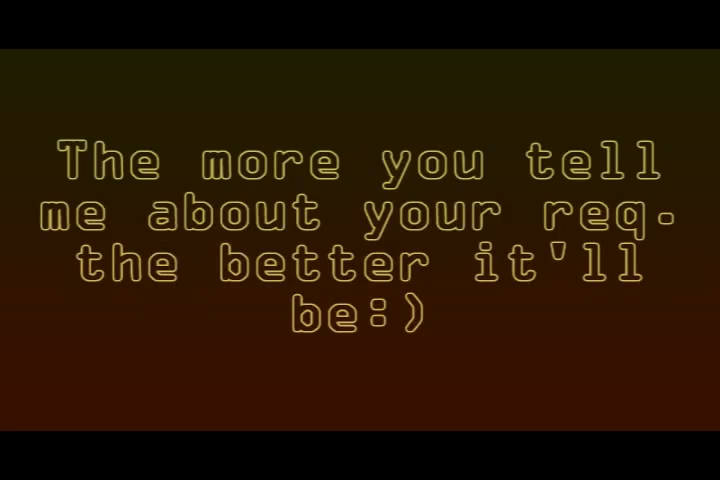 The more you tell
me about your req.
the better it'll
be:)